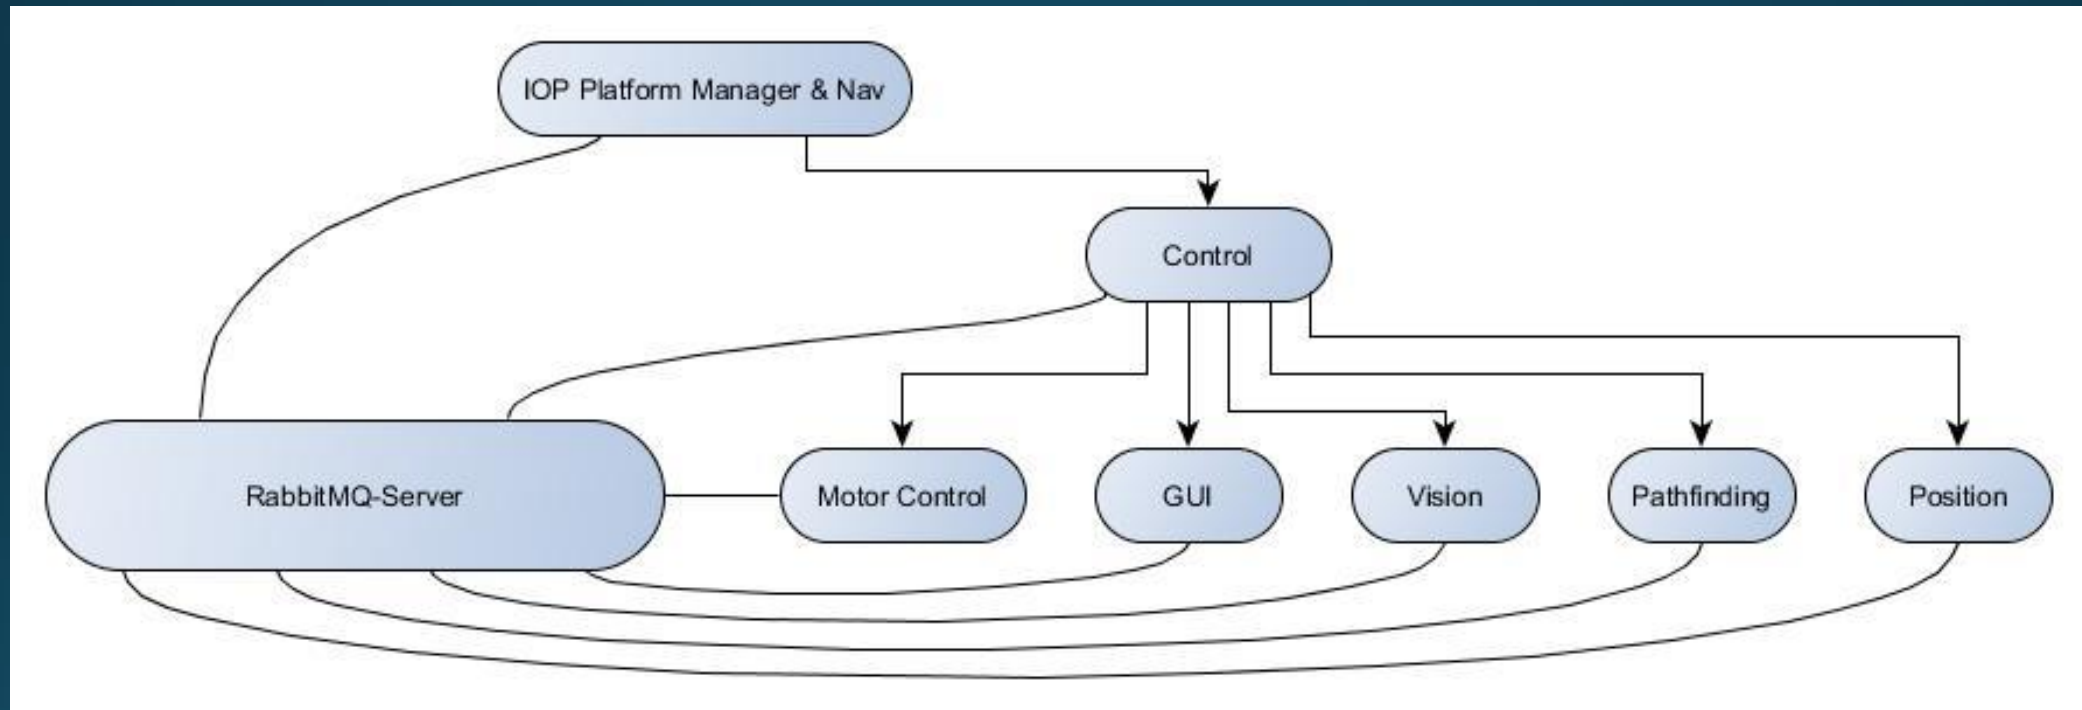 IOP Platform Manager & Nav
Control
RabbitMQ-Server
Motor Control
GUI
Vision
Pathfinding
Position